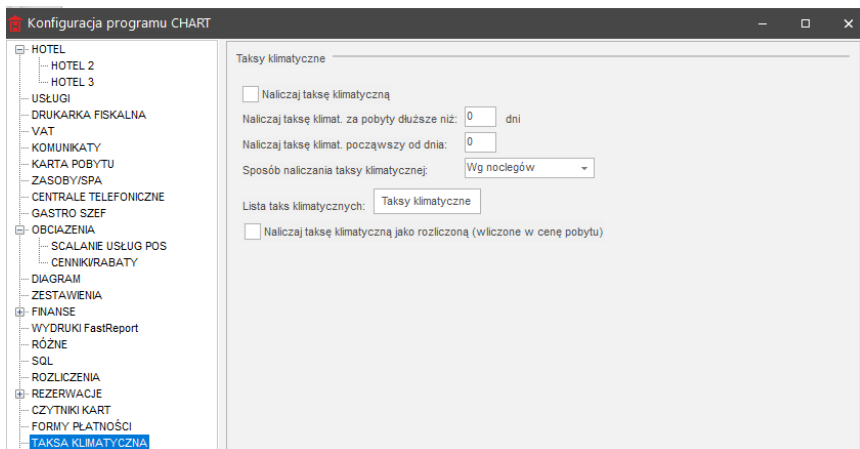 Konfiguracja programu CHART
HOTEL
HOTEL 2
HOTEL 3
USŁUGI
DRUKARKA FISKALNA
VAT
KOMUNIKATY
KARTA POBYTU
ZASOBY/SPA
CENTRALE TELEFONICZNE
GASTRO SZEF
OBCIAZENIA
SCALANIE USŁUG POS
CENNIKI/RABATY
DIAGRAM
ZESTAWIENIA
FINANSE
WYDRUKI FastReport
RÓŻNE
SQL
ROZLICZENIA
REZERWACJE
CZYTNIKI KART
FORMY PŁATNOŚCI
TAKSA KLIMATYCZNA
Taksy klimatyczne
Naliczaj taksę klimatyczną
Naliczaj taksę klimat. za pobyty dłuższe niż: 0 dni
Naliczaj taksę klimat. począwszy od dnia: 0
Sposób naliczania taksy klimatycznej: Wg noclegów
Lista taks klimatycznych: Taksy klimatyczne
Naliczaj taksę klimatyczną jako rozliczoną (wliczone w cenę pobytu)